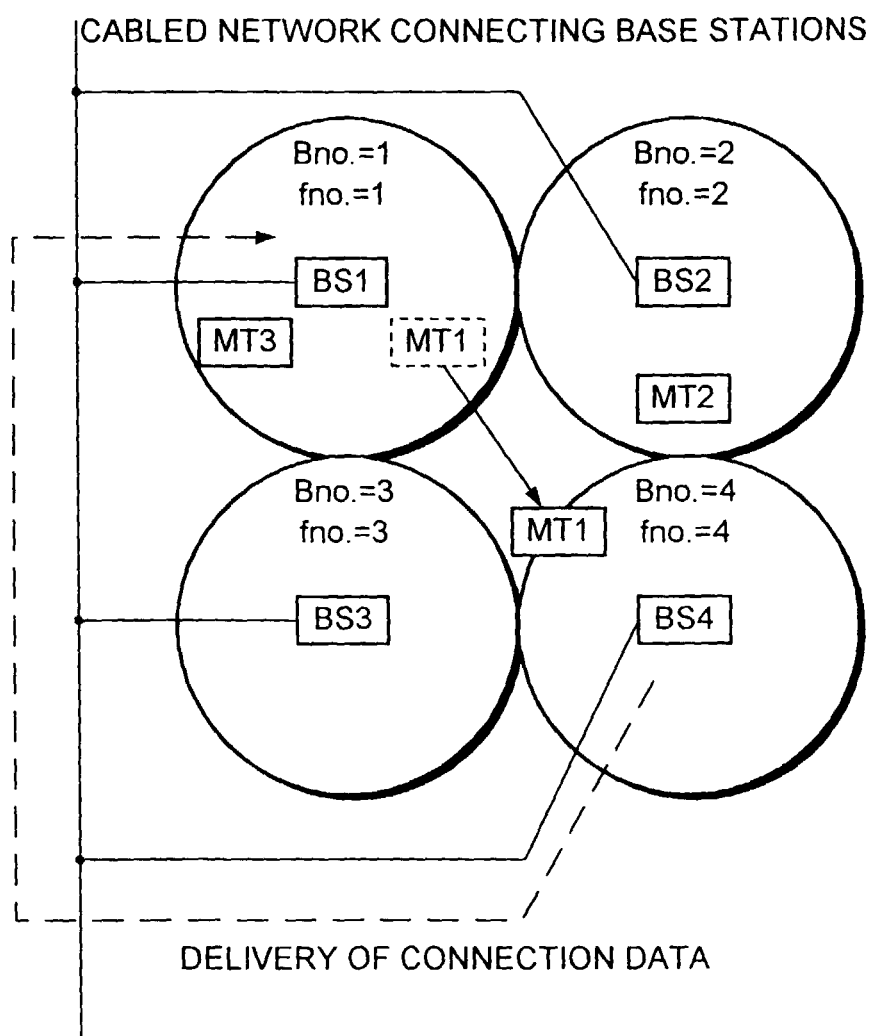 CABLED NETWORK CONNECTING BASE STATIONS
Bno.=1
fno.=1
BS1
MT3
MT1
Bno.=2
fno.=2
BS2
MT2
Bno.=3
fno.=3
BS3
Bno.=4
fno.=4
MT1
BS4
DELIVERY OF CONNECTION DATA